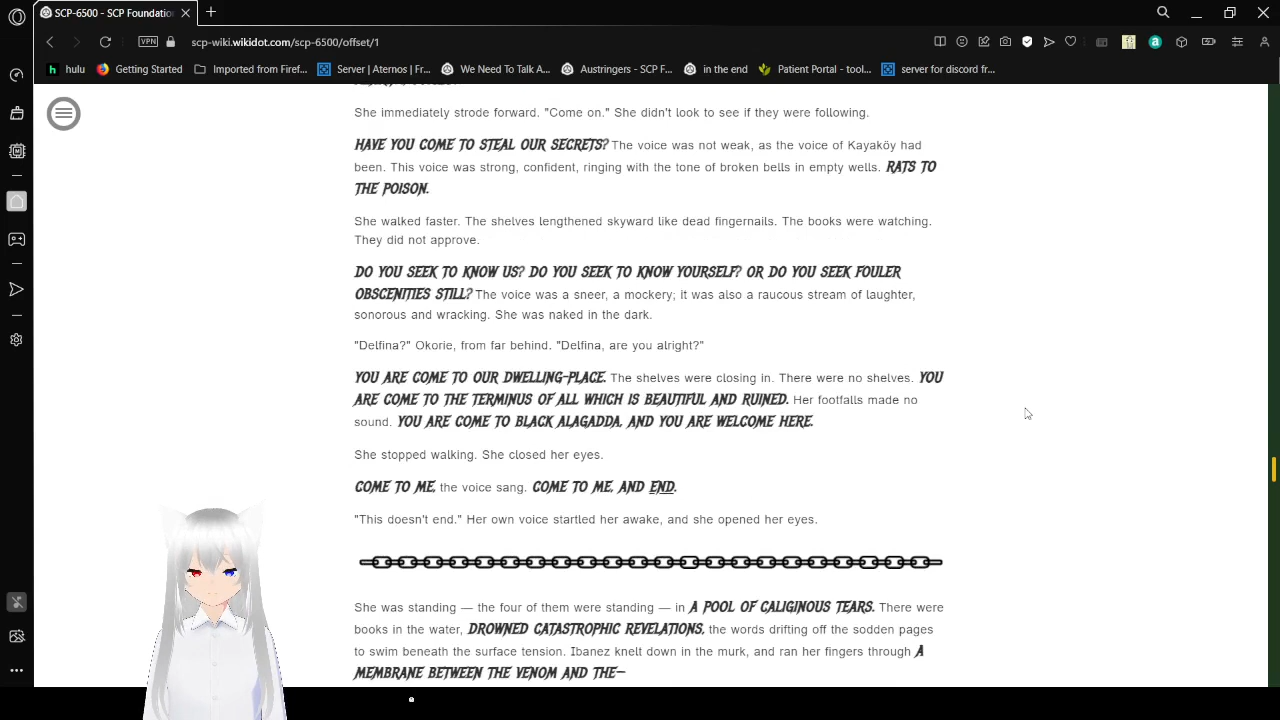 SCP-6500 - SCP Foundatio
scp-wiki.wikidot.com/scp-6500/offset/1
VPN
hulu
Getting Started
Imported from Firef...
Server | Aternos | Fr...
We Need To Talk A...
Austringers - SCP F...
in the end
Patient Portal - tool...
server for discord fr...
She immediately strode forward. "Come on." She didn't look to see if they were following.
HAVE YOU COME TO STEAL OUR SECRETS? The voice was not weak, as the voice of Kayaköy had
been. This voice was strong, confident, ringing with the tone of broken bells in empty wells. RATS TO
THE POISON.
She walked faster. The shelves lengthened skyward like dead fingernails. The books were watching.
They did not approve.
DO YOU SEEK TO KNOW US? DO YOU SEEK TO KNOW YOURSELF? OR DO YOU SEEK FOULER
OBSCENITIES STILL? The voice was a sneer, a mockery; it was also a raucous stream of laughter,
sonorous and wracking. She was naked in the dark.
"Delfina?" Okorie, from far behind. "Delfina, are you alright?"
YOU ARE COME TO OUR DWELLING-PLACE. The shelves were closing in. There were no shelves. YOU
ARE COME TO THE TERMINUS OF ALL WHICH IS BEAUTIFUL AND RUINED. Her footfalls made no
sound. YOU ARE COME TO BLACK ALAGADDA, AND YOU ARE WELCOME HERE.
She stopped walking. She closed her eyes.
COME TO ME, the voice sang. COME TO ME, AND END.
"This doesn't end." Her own voice startled her awake, and she opened her eyes.
She was standing — the four of them were standing — in A POOL OF CALIGINOUS TEARS. There were
books in the water, DROWNED CATASTROPHIC REVELATIONS, the words drifting off the sodden pages
to swim beneath the surface tension. Ibanez knelt down in the murk, and ran her fingers through A
MEMBRANE BETWEEN THE VENOM AND THE—